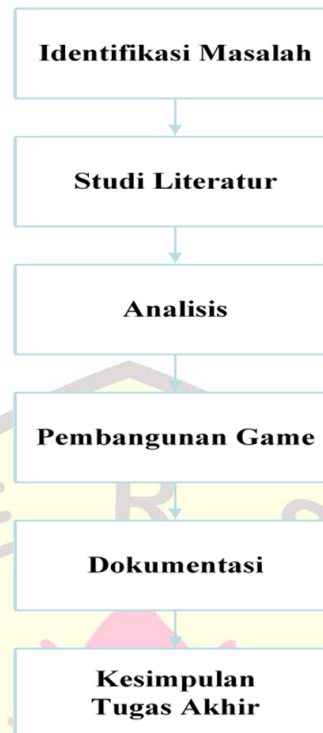 Identifikasi Masalah
Studi Literatur
Analisis
Pembangunan Game
R
Dokumentasi
Kesimpulan
Tugas Akhir